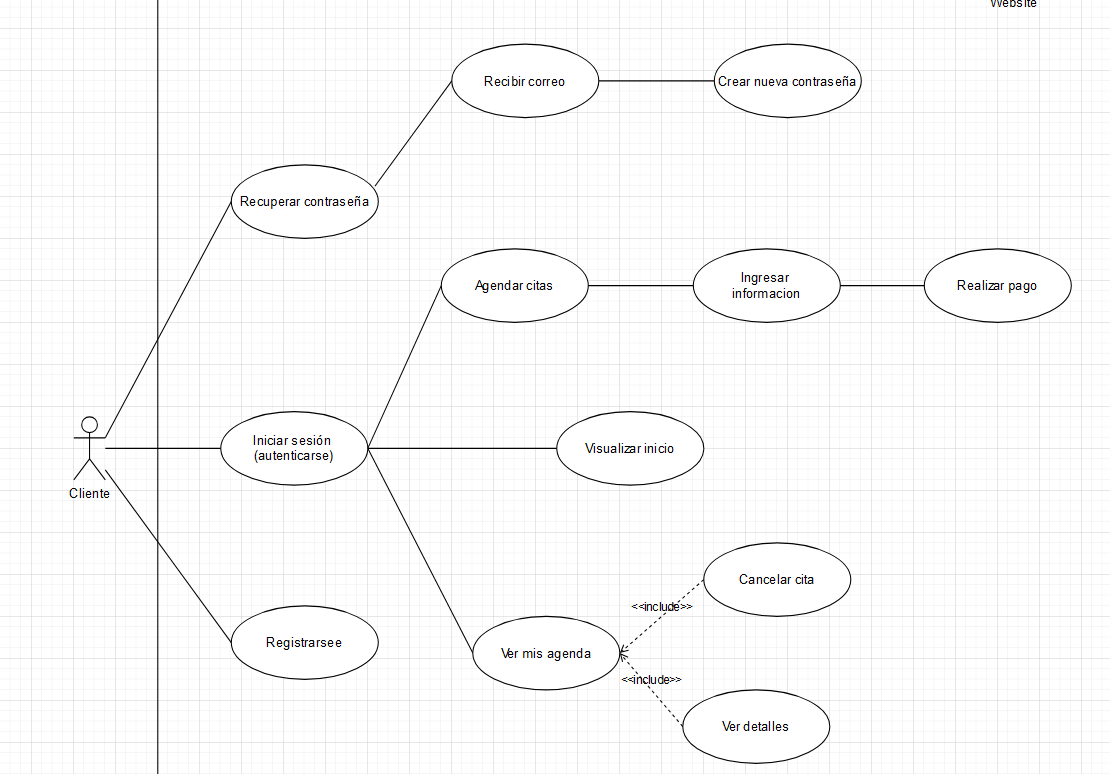 Website
Recibir correo
Crear nueva contraseña
Recuperar contraseña
Agendar citas
Ingresar
informacion
Realizar pago
Iniciar sesión
(autenticarse)
Visualizar inicio
Cliente
Cancelar cita
<<include>>
Registrarsee
Ver mis agenda
<<include>>
Ver detalles